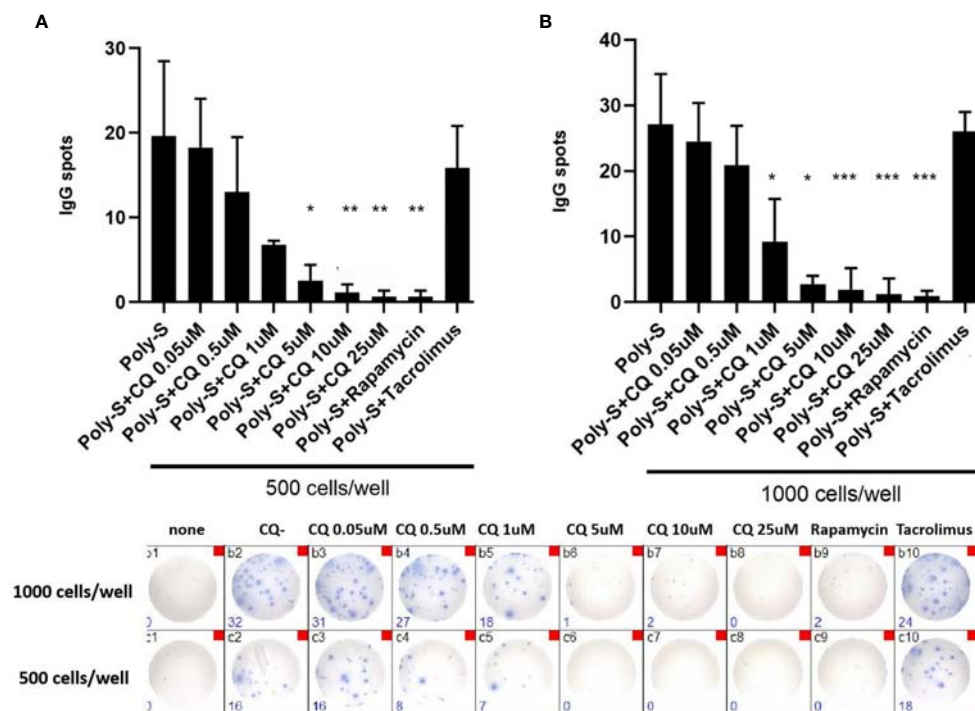 A
B
30
20
10
0
IgG spots
* ** ** **
Poly-S
Poly-S+CQ 0.05uM
Poly-S+CQ 0.5uM
Poly-S+CQ 1uM
Poly-S+CQ 5uM
Poly-S+CQ 10uM
Poly-S+CQ 25uM
Poly-S+Rapamycin
Poly-S+Tacrolimus
500 cells/well
40
30
20
10
0
IgG spots
* * *** *** ***
Poly-S
Poly-S+CQ 0.05uM
Poly-S+CQ 0.5uM
Poly-S+CQ 1uM
Poly-S+CQ 5uM
Poly-S+CQ 10uM
Poly-S+CQ 25uM
Poly-S+Rapamycin
Poly-S+Tacrolimus
1000 cells/well
none CQ- CQ 0.05uM CQ 0.5uM CQ 1uM CQ 5uM CQ 10uM CQ 25uM Rapamycin Tacrolimus
b1 b2 b3 b4 b5 b6 b7 b8 b9 b10
1000 cells/well
0 32 31 27 18 1 2 0 2 24
c1 c2 c3 c4 c5 c6 c7 c8 c9 c10
500 cells/well
0 16 16 8 7 0 0 0 0 18